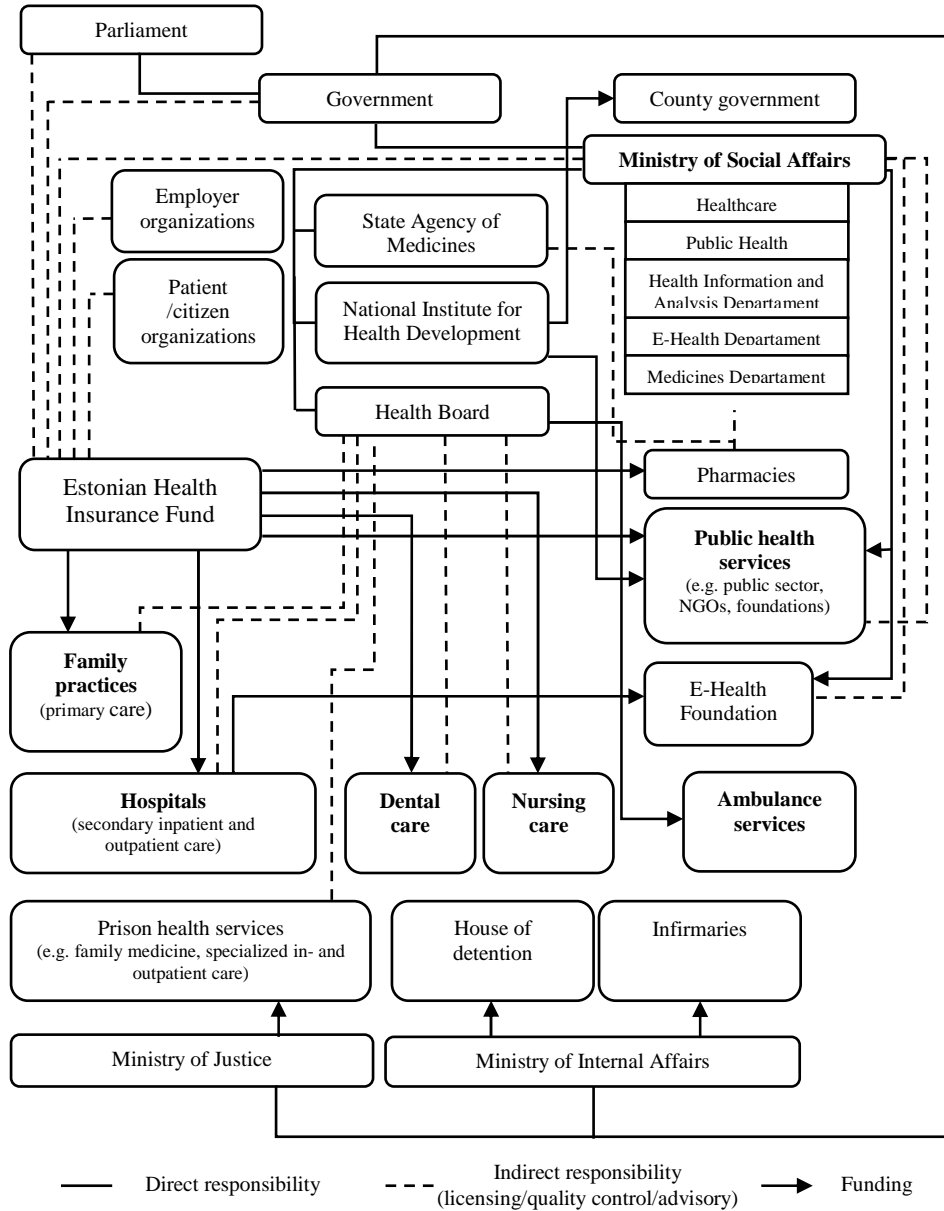 Parliament
Government
County government
Ministry of Social Affairs
Healthcare
Public Health
Health Information and
Analysis Departament
E-Health Departament
Medicines Departament
Employer
organizations
Patient
/citizen
organizations
State Agency of
Medicines
National Institute for
Health Development
Health Board
Estonian Health
Insurance Fund
Pharmacies
Public health
services
(e.g. public sector,
NGOs, foundations)
Family
practices
(primary care)
E-Health
Foundation
Hospitals
(secondary inpatient and
outpatient care)
Dental
care
Nursing
care
Ambulance
services
Prison health services
(e.g. family medicine, specialized in- and
outpatient care)
House of
detention
Infirmaries
Ministry of Justice
Ministry of Internal Affairs
Direct responsibility
Indirect responsibility
(licensing/quality control/advisory)
Funding